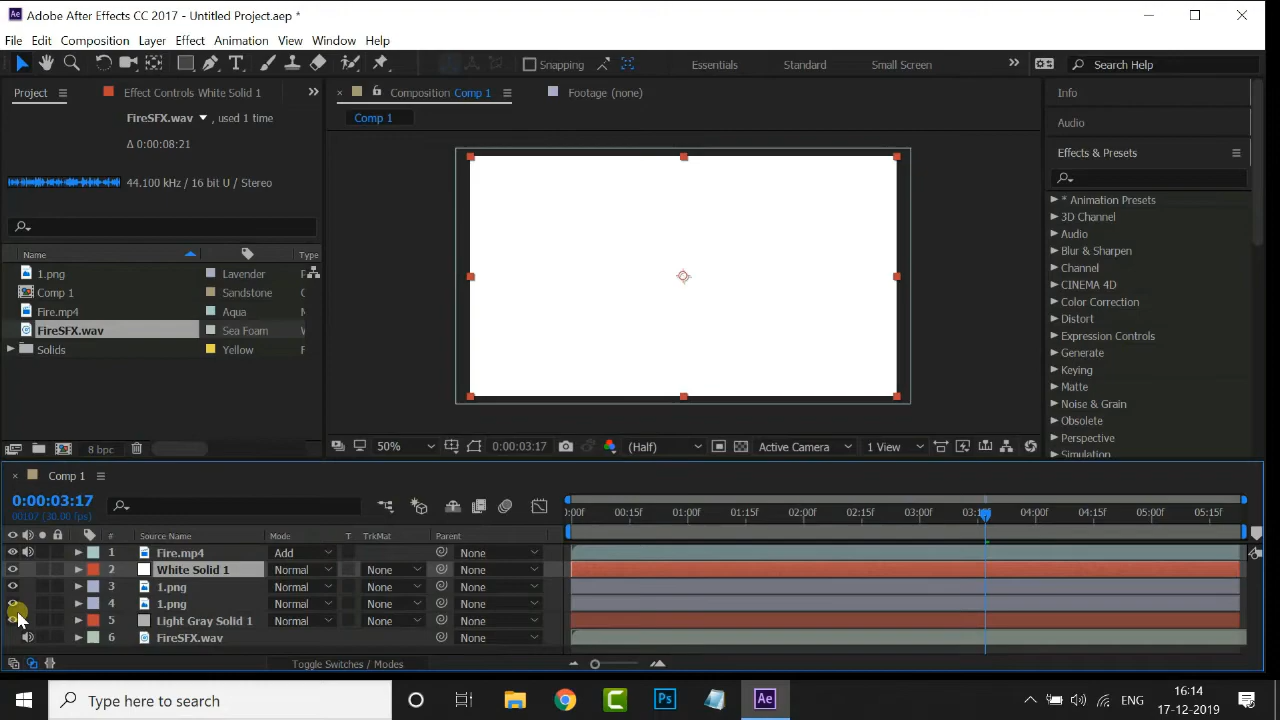 Adobe After Effects CC 2017 - Untitled Project.aep *
File Edit Composition Layer Effect Animation View Window Help
Snapping Essentials Standard Small Screen Search Help
Project Effect Controls White Solid 1
FireSFX.wav , used 1 time
Δ 0:00:08:21
44.100 kHz / 16 bit U / Stereo
Name Type
1.png Lavender
Comp 1 Sandstone
Fire.mp4 Aqua
FireSFX.wav Sea Foam
Solids Yellow
8 bpc
Composition Comp 1 Footage (none)
Comp 1
50% 0:00:03:17 (Half) Active Camera 1 View
Info
Audio
Effects & Presets
* Animation Presets
3D Channel
Audio
Blur & Sharpen
Channel
CINEMA 4D
Color Correction
Distort
Expression Controls
Generate
Keying
Matte
Noise & Grain
Obsolete
Perspective
Simulation
Comp 1
0:00:03:17
00107 (30.00 fps)
:00f 00:15f 01:00f 01:15f 02:00f 02:15f 03:00f 04:00f 04:15f 05:00f 05:15f
# Source Name Mode T TrkMat Parent
1 Fire.mp4 Add None
2 White Solid 1 Normal None None
3 1.png Normal None None
4 1.png Normal None None
5 Light Gray Solid 1 Normal None None
6 FireSFX.wav None
Toggle Switches / Modes
Type here to search
Ps
Ae
ENG
16:14
17-12-2019